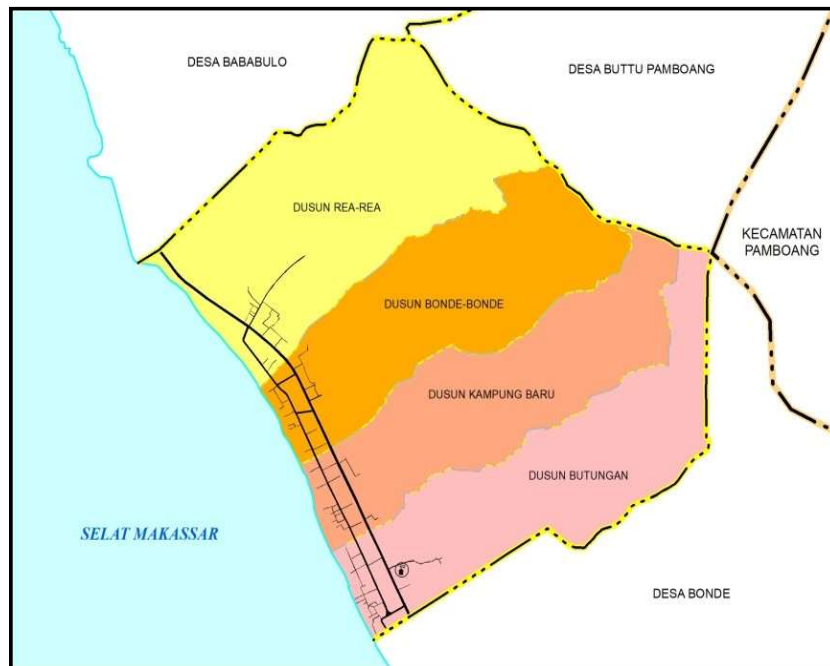 DESA BABABULO
DESA BUTTU PAMBOANG
DUSUN REA-REA
KECAMATAN
PAMBOANG
DUSUN BONDE-BONDE
DUSUN KAMPUNG BARU
DUSUN BUTUNGAN
SELAT MAKASSAR
DESA BONDE